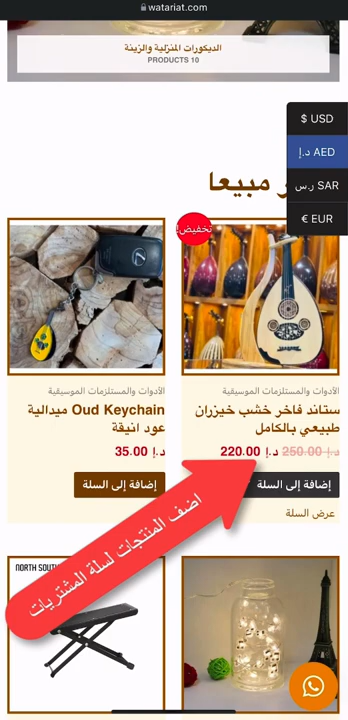 watariat.com
الديكورات المنزلية والزينة
PRODUCTS 10
$ USD
د.إ AED
ر.س SAR
€ EUR
مبيعا
تخفيض!
الأدوات والمستلزمات الموسيقية
ستاند فاخر خشب خيزران
طبيعي بالكامل
250.00 د.إ 220.00 د.إ
إضافة إلى السلة
عرض السلة
الأدوات والمستلزمات الموسيقية
Oud Keychain ميدالية
عود انيقة
35.00 د.إ
إضافة إلى السلة
اضف المنتجات لسلة المشتريات
NORTH SOUTH